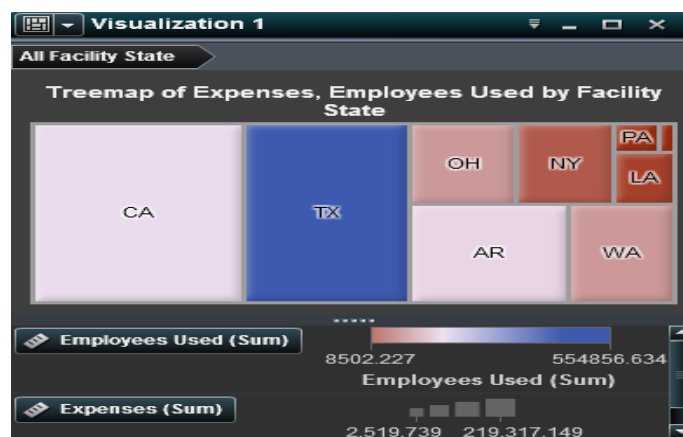 Visualization 1
All Facility State
Treemap of Expenses, Employees Used by Facility
State
CA
TX
OH
NY
PA
LA
AR
WA
Employees Used (Sum)
8502.227 554856.634
Employees Used (Sum)
Expenses (Sum)
2,519,739 219,317,149